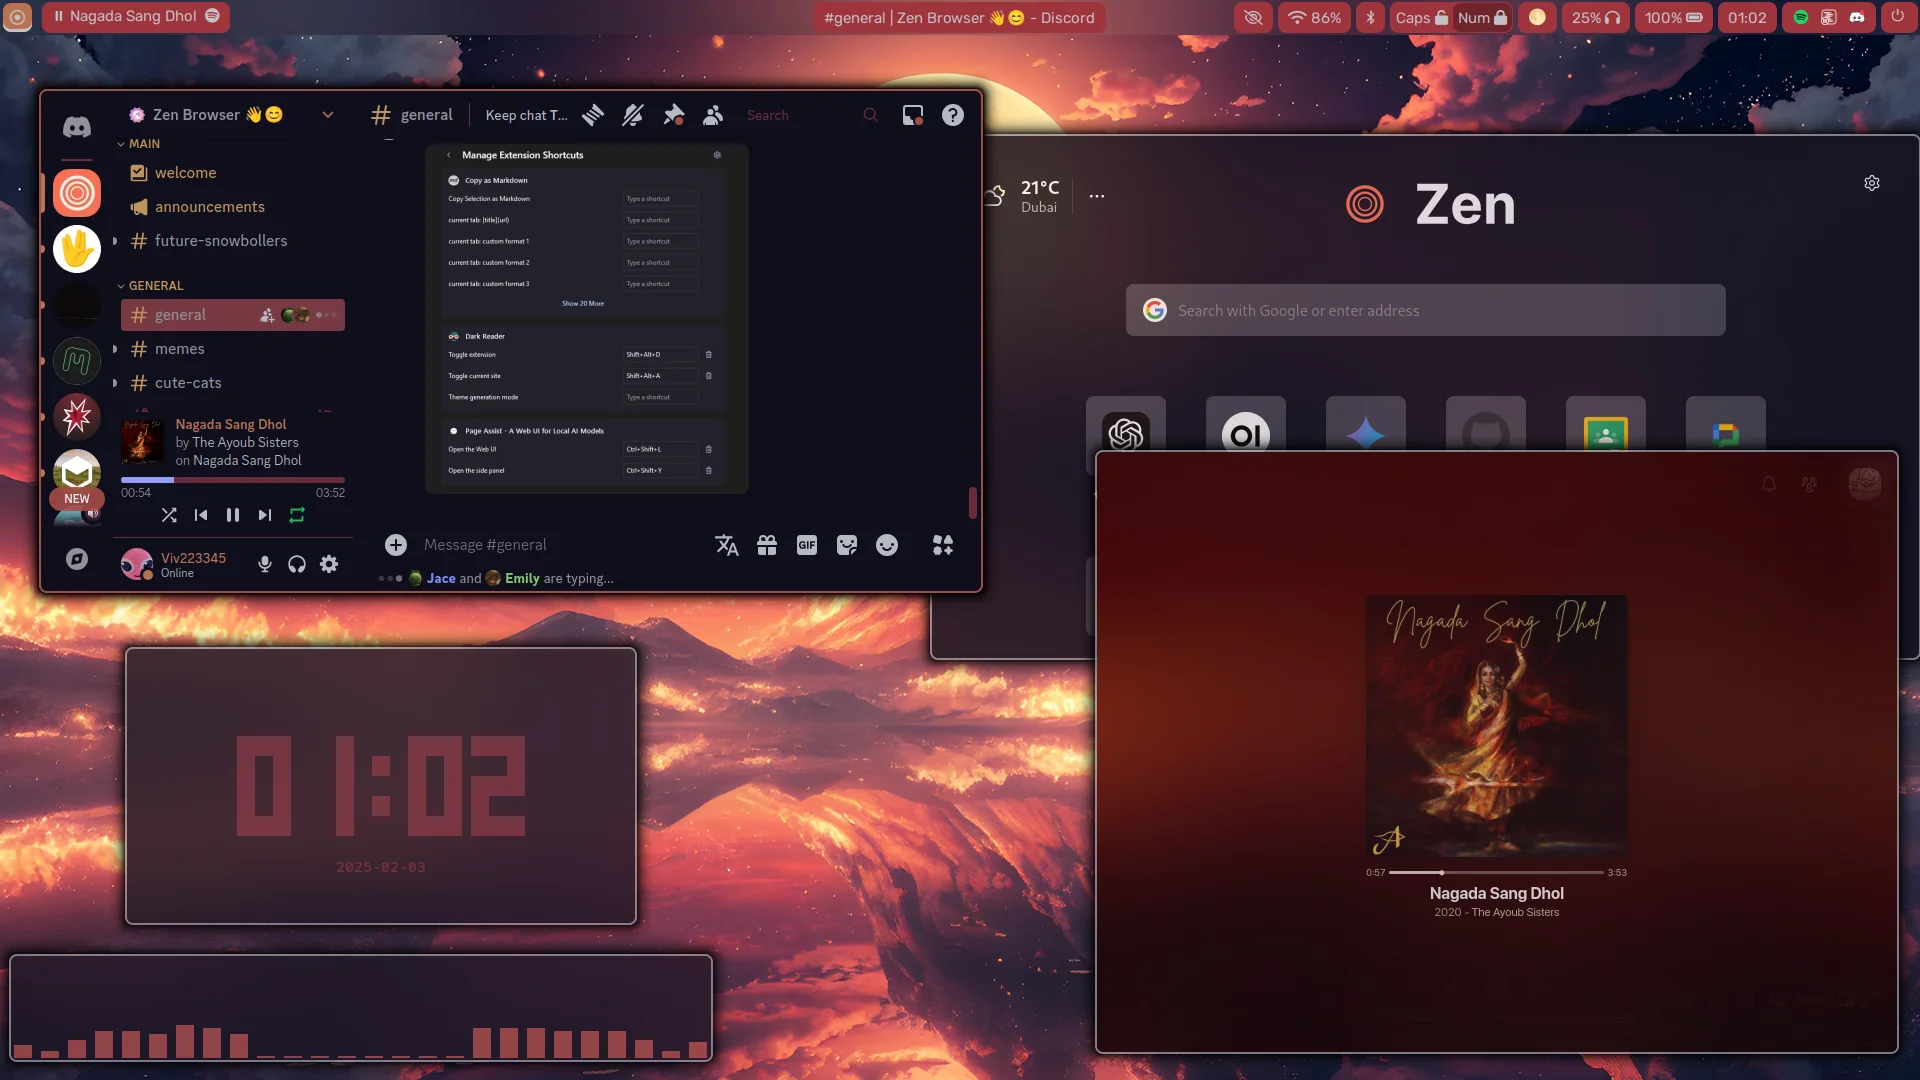 Nagada Sang Dhol
#general | Zen Browser 👋😊 - Discord
86%
Caps
Num
25%
100%
01:02
Zen Browser 👋😊
general
Keep chat T...
Search
MAIN
welcome
announcements
future-snowbollers
GENERAL
general
memes
cute-cats
Nagada Sang Dhol
by The Ayoub Sisters
on Nagada Sang Dhol
00:54
03:52
NEW
Viv223345
Online
Manage Extension Shortcuts
Copy as Markdown
Copy Selection as Markdown
Type a shortcut
current tab: [title](url)
Type a shortcut
current tab: custom format 1
Type a shortcut
current tab: custom format 2
Type a shortcut
current tab: custom format 3
Type a shortcut
Show 20 More
Dark Reader
Toggle extension
Shift+Alt+D
Toggle current site
Shift+Alt+A
Theme generation mode
Type a shortcut
Page Assist - A Web UI for Local AI Models
Open the Web UI
Ctrl+Shift+L
Open the side panel
Ctrl+Shift+Y
Message #general
GIF
Jace and Emily are typing...
21°C
Dubai
Zen
Search with Google or enter address
OI
Nagada Sang Dhol
0:57
3:53
Nagada Sang Dhol
2020 - The Ayoub Sisters
01:02
2025-02-03